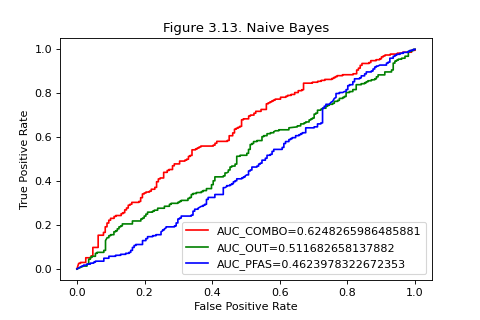 Figure 3.13. Naive Bayes
True Positive Rate
1.0
0.8
0.6
0.4
0.2
0.0
AUC_COMBO=0.6248265986485881
AUC_OUT=0.511682658137882
AUC_PFAS=0.4623978322672353
0.0 0.2 0.4 0.6 0.8 1.0
False Positive Rate